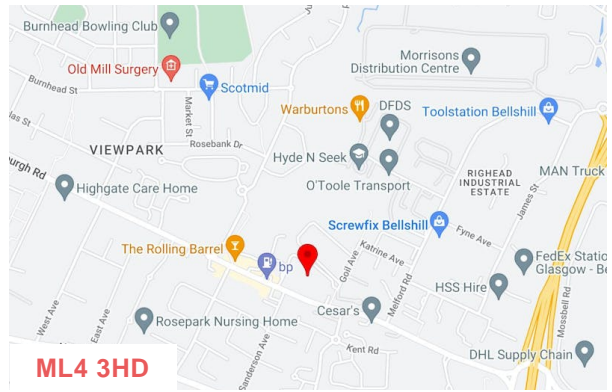 Burnhead Bowling Club
Morrisons
Distribution Centre
Old Mill Surgery
Burnhead St
Scotmid
Market St
Warburtons
DFDS
Toolstation Bellshill
Rosebank Dr
VIEWPARK
Hyde N Seek
O'Toole Transport
RIGHEAD
INDUSTRIAL
ESTATE
MAN Truck
James St
Highgate Care Home
Screwfix Bellshill
Fyne Ave
The Rolling Barrel
bp
Katrine Ave
Goil Ave
FedEx Statio
Glasgow - Be
Melford Rd
HSS Hire
West Ave
East Ave
Rosepark Nursing Home
Cesar's
Mossbell Rd
Sanderson Ave
Kent Rd
DHL Supply Chain
ML4 3HD